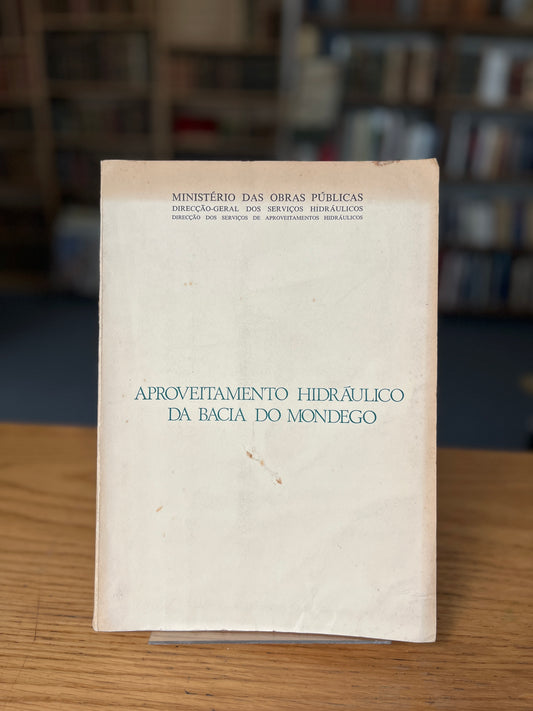 MINISTÉRIO DAS OBRAS PÚBLICAS
DIRECÇÃO-GERAL DOS SERVIÇOS HIDRÁULICOS
DIRECÇÃO DOS SERVIÇOS DE APROVEITAMENTOS HIDRÁULICOS
APROVEITAMENTO HIDRÁULICO
DA BACIA DO MONDEGO